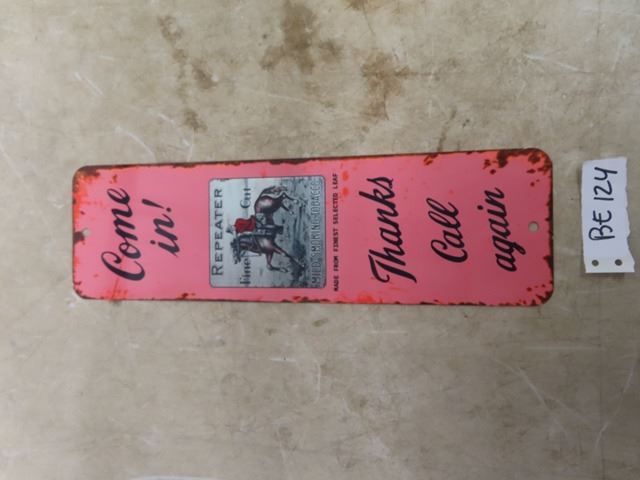 Come
in!
REPEATER
Fine Cut
MILD SMOKING TOBACCO
MADE FROM FINEST SELECTED LEAF
Thanks
Call
again
BE 124